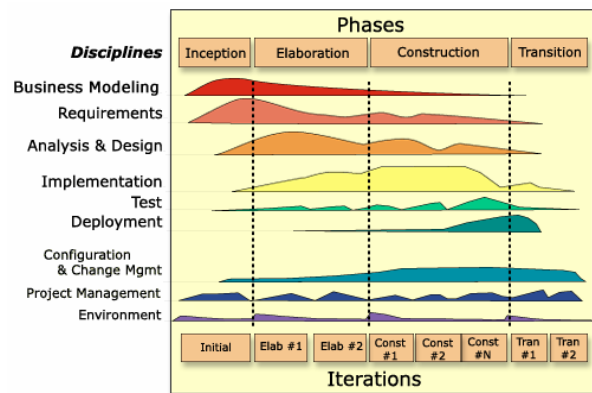 Phases
Disciplines
Inception
Elaboration
Construction
Transition
Business Modeling
Requirements
Analysis & Design
Implementation
Test
Deployment
Configuration
& Change Mgmt
Project Management
Environment
Initial
Elab #1
Elab #2
Const
#1
Const
#2
Const
#N
Tran
#1
Tran
#2
Iterations